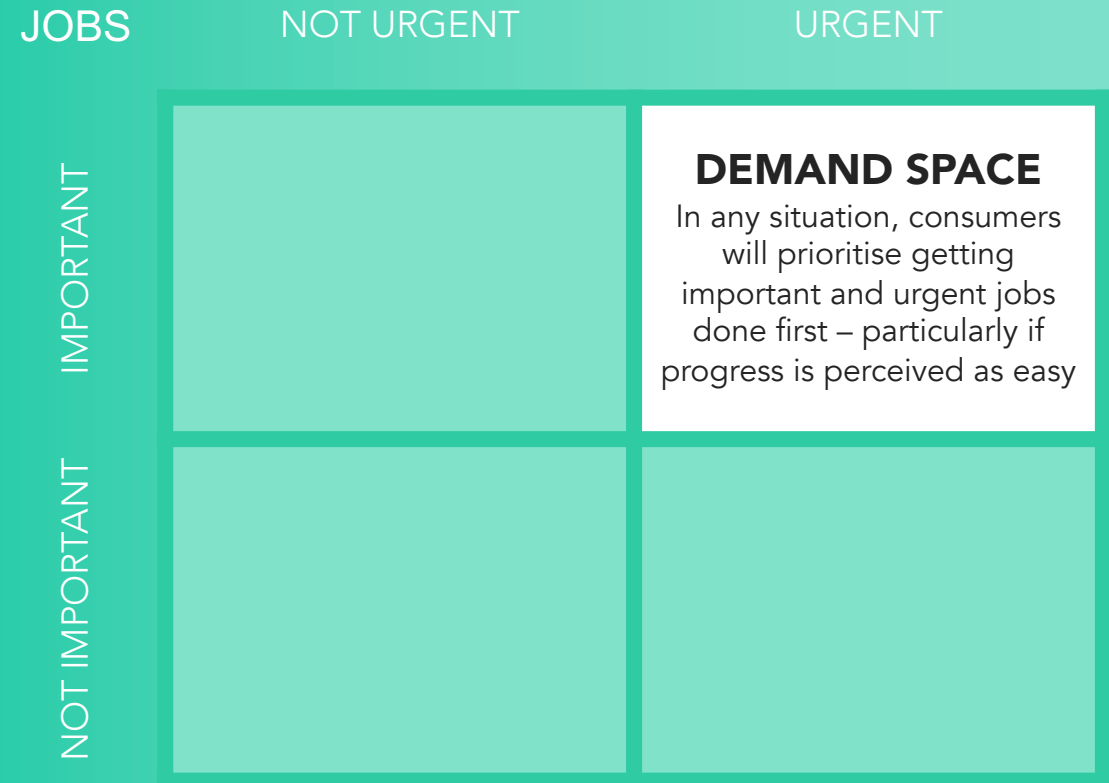 JOBS
NOT URGENT
URGENT
IMPORTANT
DEMAND SPACE
In any situation, consumers
will prioritise getting
important and urgent jobs
done first – particularly if
progress is perceived as easy
NOT IMPORTANT